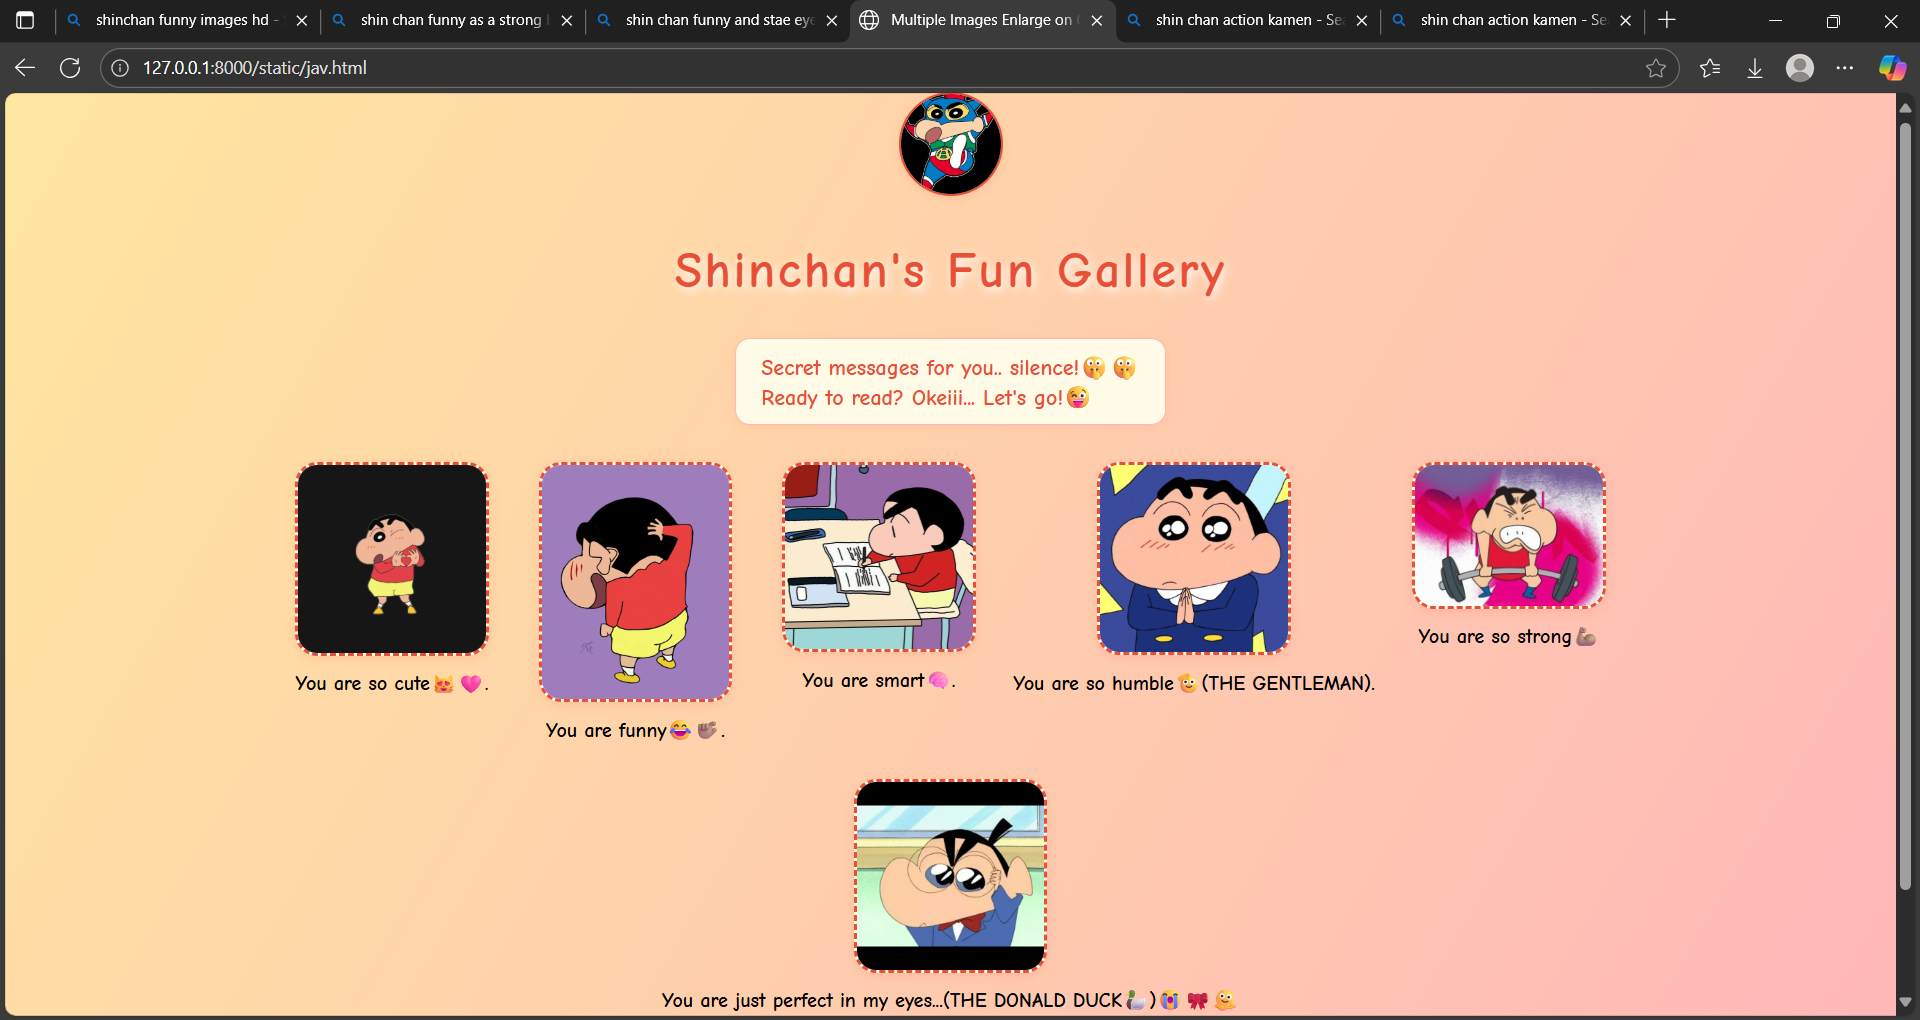 shinchan funny images hd -
shin chan funny as a strong
shin chan funny and stae eye
Multiple Images Enlarge on
shin chan action kamen - Sea
shin chan action kamen - Se
127.0.0.1:8000/static/jav.html
Shinchan's Fun Gallery
Secret messages for you.. silence!🤫 🤫
Ready to read? Okeiii... Let's go!😜
You are so cute😻 🩷.
You are funny😂 ✊🏽.
You are smart🧠.
You are so humble🫡(THE GENTLEMAN).
You are so strong💪🏽
You are just perfect in my eyes...(THE DONALD DUCK🦆)😭 🎀 🫠